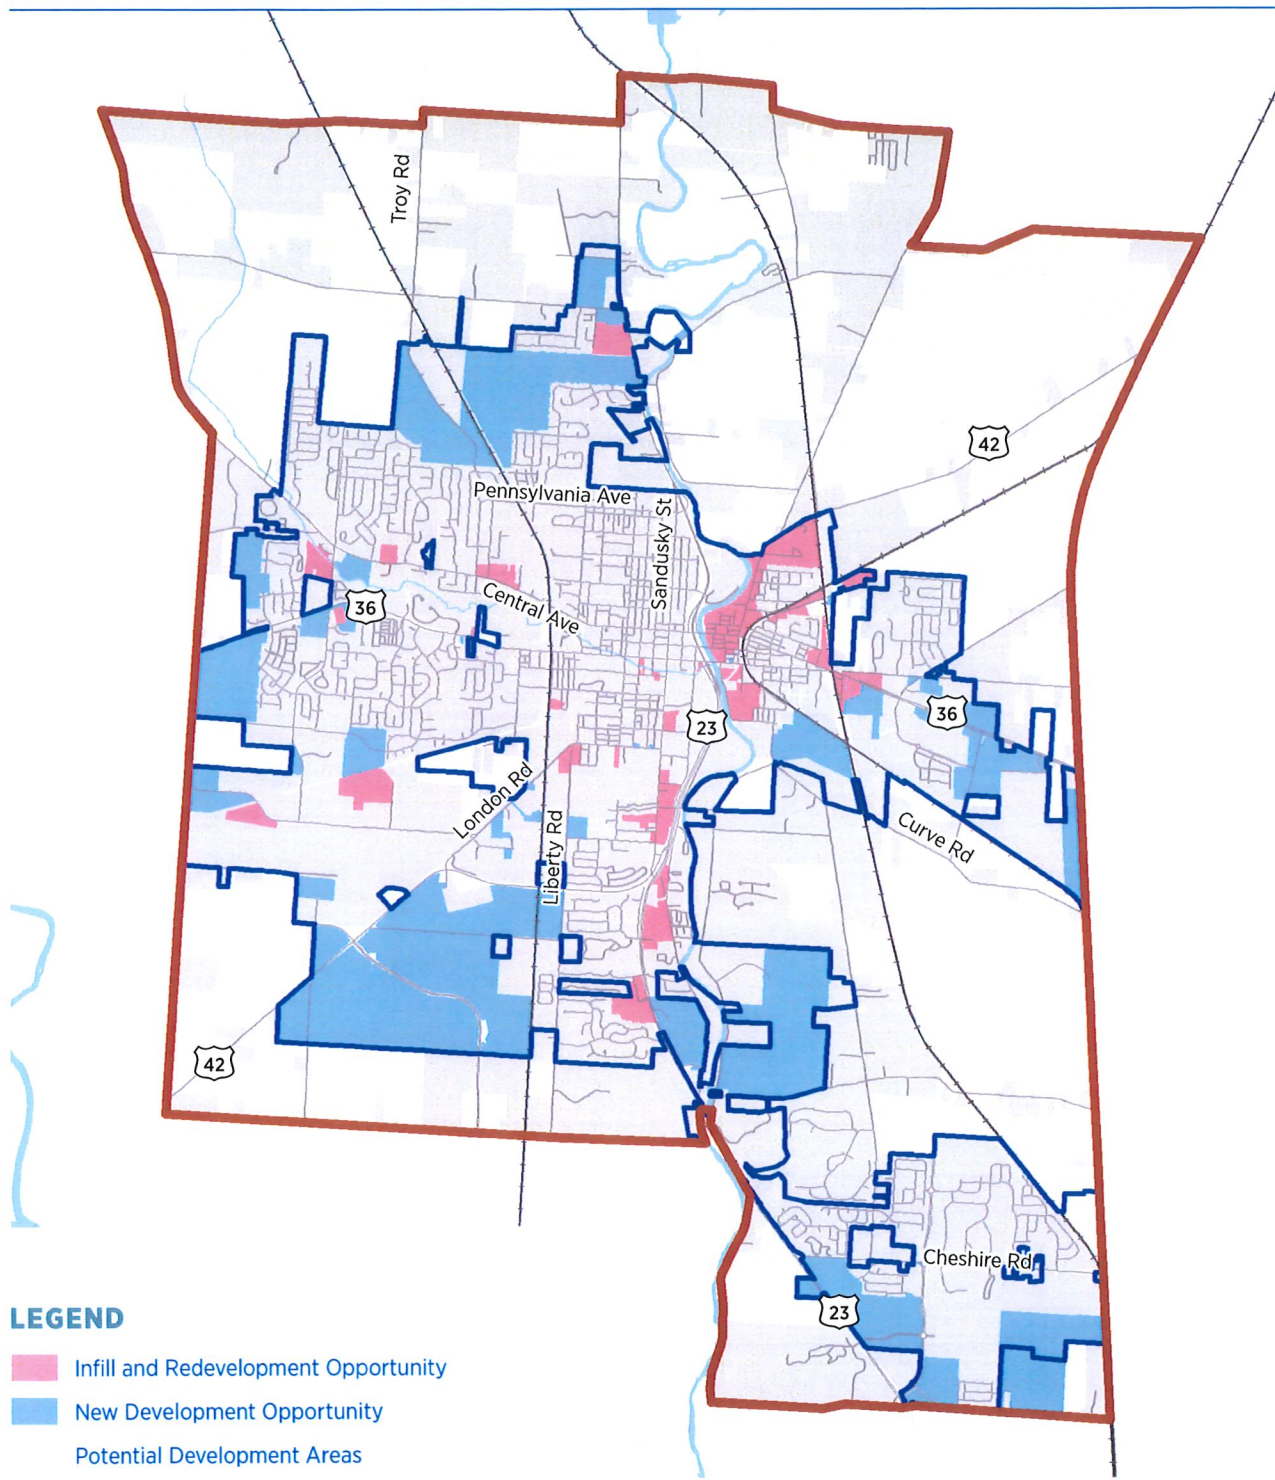 Troy Rd
42
Pennsylvania Ave
Sandusky St
36
Central Ave
36
23
London Rd
Liberty Rd
Curve Rd
42
Cheshire Rd
23
LEGEND
Infill and Redevelopment Opportunity
New Development Opportunity
Potential Development Areas